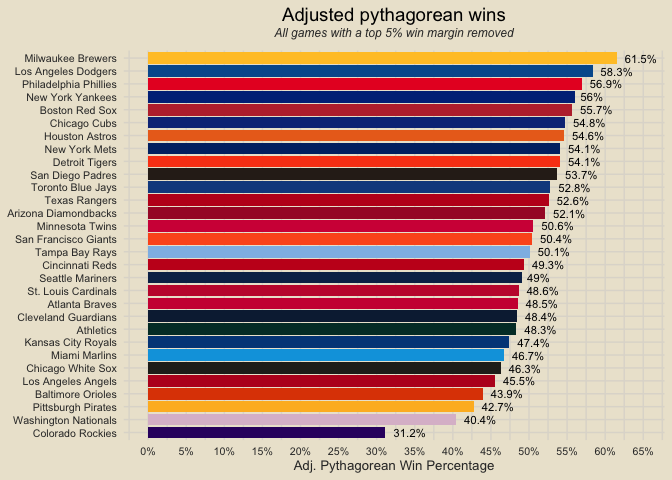 Adjusted pythagorean wins
All games with a top 5% win margin removed
Milwaukee Brewers 61.5%
Los Angeles Dodgers 58.3%
Philadelphia Phillies 56.9%
New York Yankees 56%
Boston Red Sox 55.7%
Chicago Cubs 54.8%
Houston Astros 54.6%
New York Mets 54.1%
Detroit Tigers 54.1%
San Diego Padres 53.7%
Toronto Blue Jays 52.8%
Texas Rangers 52.6%
Arizona Diamondbacks 52.1%
Minnesota Twins 50.6%
San Francisco Giants 50.4%
Tampa Bay Rays 50.1%
Cincinnati Reds 49.3%
Seattle Mariners 49%
St. Louis Cardinals 48.6%
Atlanta Braves 48.5%
Cleveland Guardians 48.4%
Athletics 48.3%
Kansas City Royals 47.4%
Miami Marlins 46.7%
Chicago White Sox 46.3%
Los Angeles Angels 45.5%
Baltimore Orioles 43.9%
Pittsburgh Pirates 42.7%
Washington Nationals 40.4%
Colorado Rockies 31.2%
0% 5% 10% 15% 20% 25% 30% 35% 40% 45% 50% 55% 60% 65%
Adj. Pythagorean Win Percentage